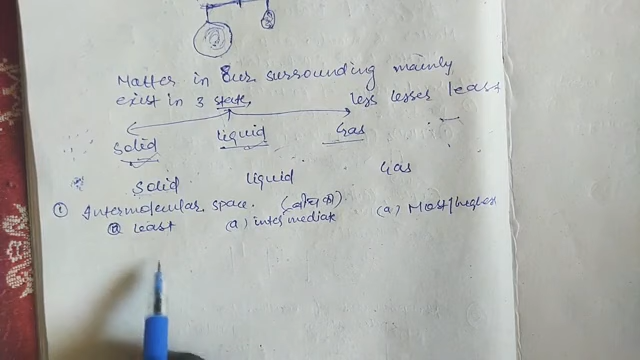 Matter in our surrounding mainly
exist in 3 state, less lesser least
solid liquid Gas
solid liquid Gas
① Intermolecular space.
(a) least (a) intermediate (a) Most/highest